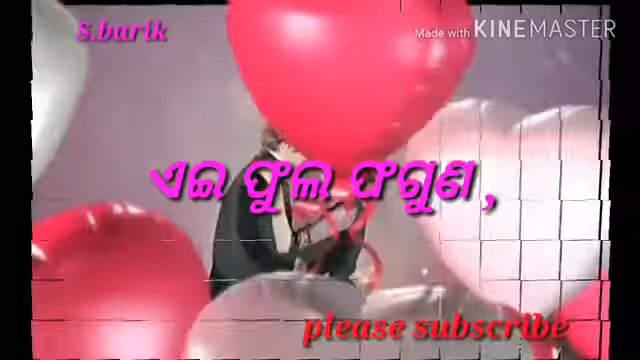 S.barik
Made with KINEMASTER
ଏଇ ଫୁଲ ଫଗୁଣ ,
please subscribe